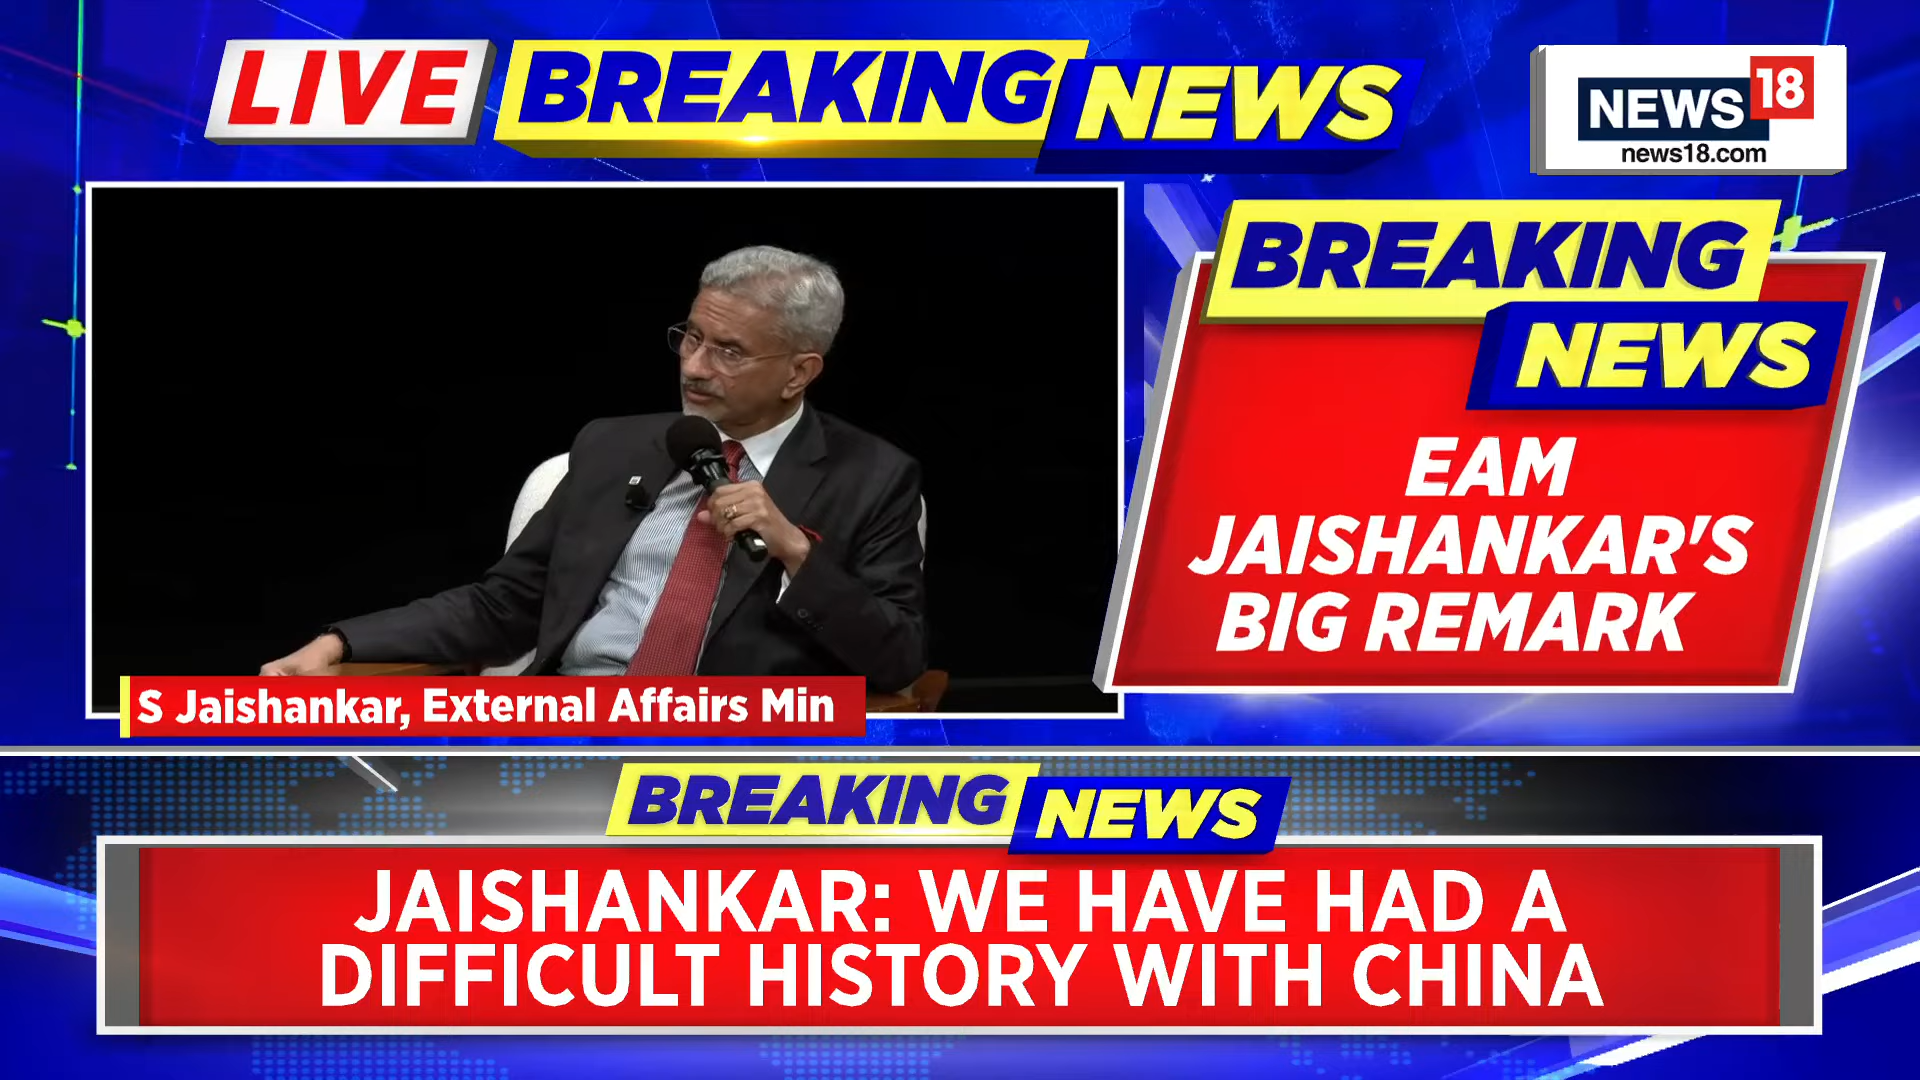 LIVE BREAKING NEWS
NEWS18
news18.com
BREAKING
NEWS
EAM
JAISHANKAR'S
BIG REMARK
S Jaishankar, External Affairs Min
BREAKING NEWS
JAISHANKAR: WE HAVE HAD A
DIFFICULT HISTORY WITH CHINA